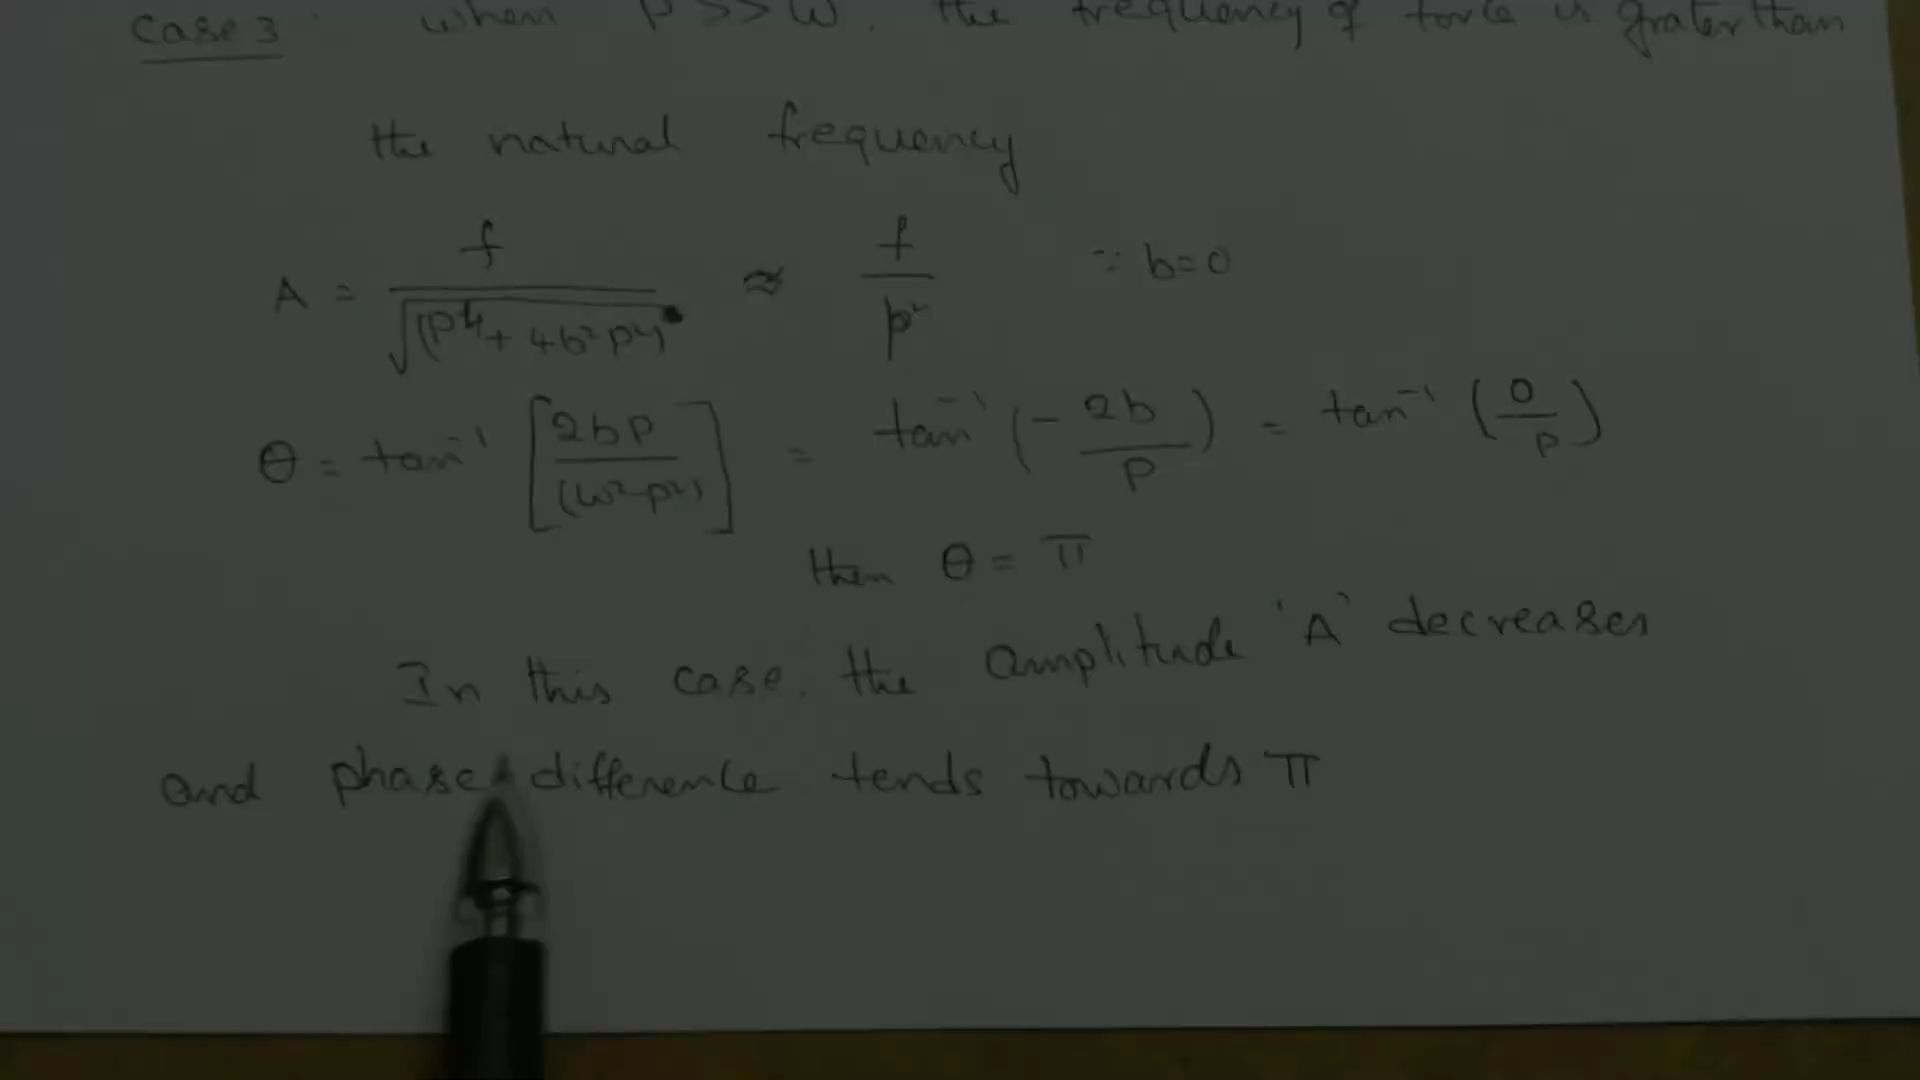 Case 3 : when P >> W. the frequency of force is grater than
the natural frequency
A = f / √(P⁴ + 4b²P²) ≈ f / p² ∵ b=0
θ = tan⁻¹ [2bP / (W²-P²)] = tan⁻¹ (- 2b / P) = tan⁻¹ (0 / P)
then θ = π
In this case. the amplitude 'A' decreases
and phase difference tends towards π